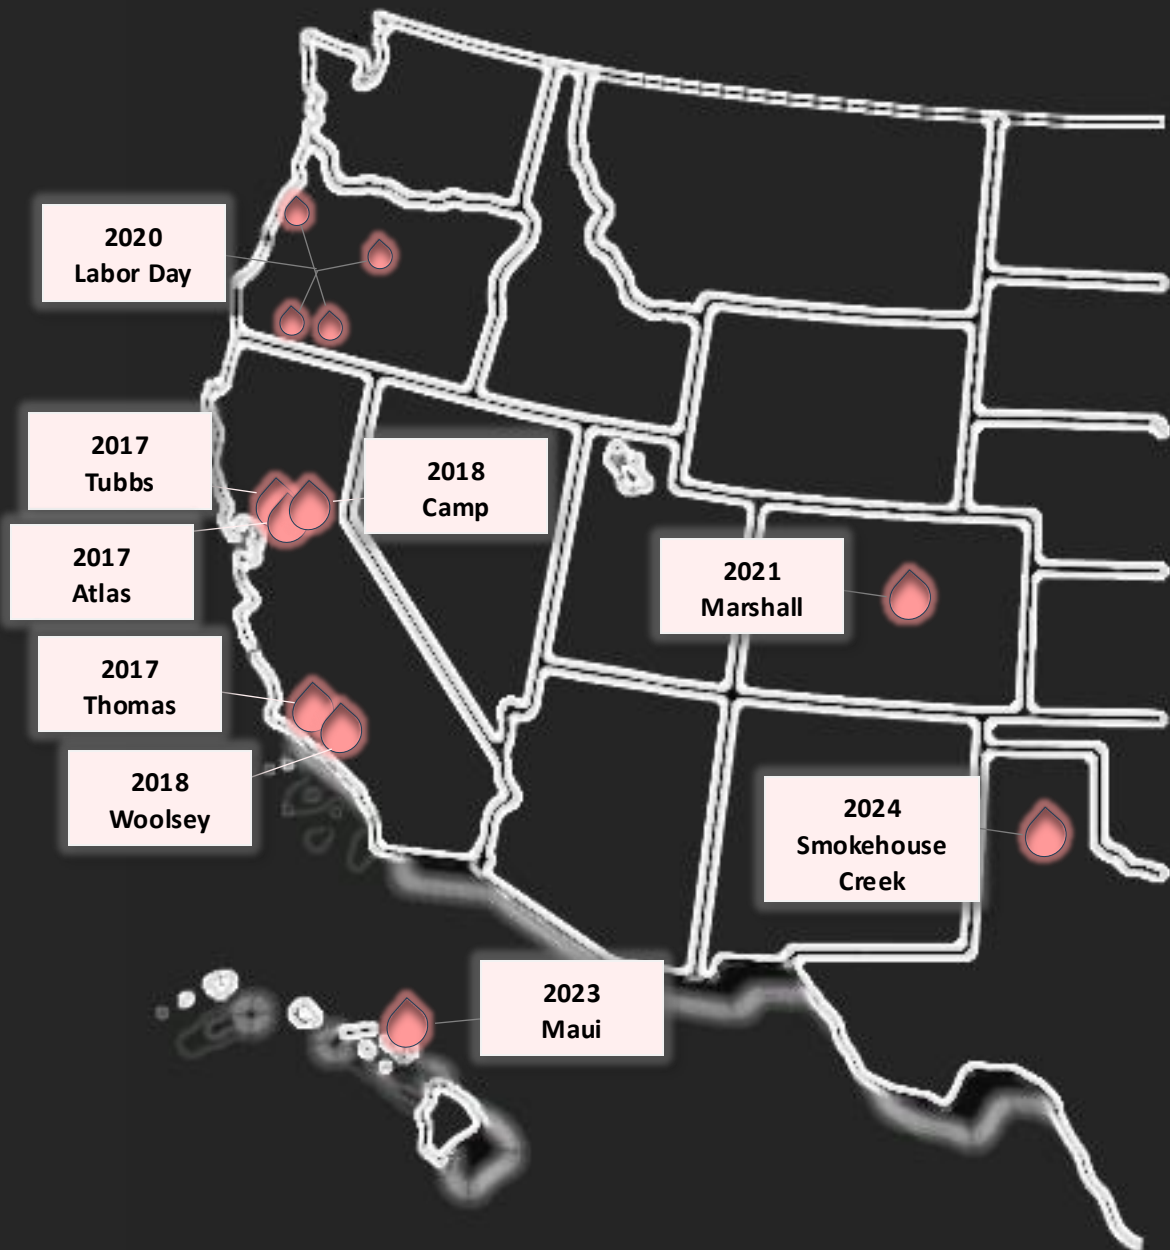 2020
Labor Day
2017
Tubbs
2018
Camp
2017
Atlas
2021
Marshall
2017
Thomas
2018
Woolsey
2024
Smokehouse
Creek
2023
Maui